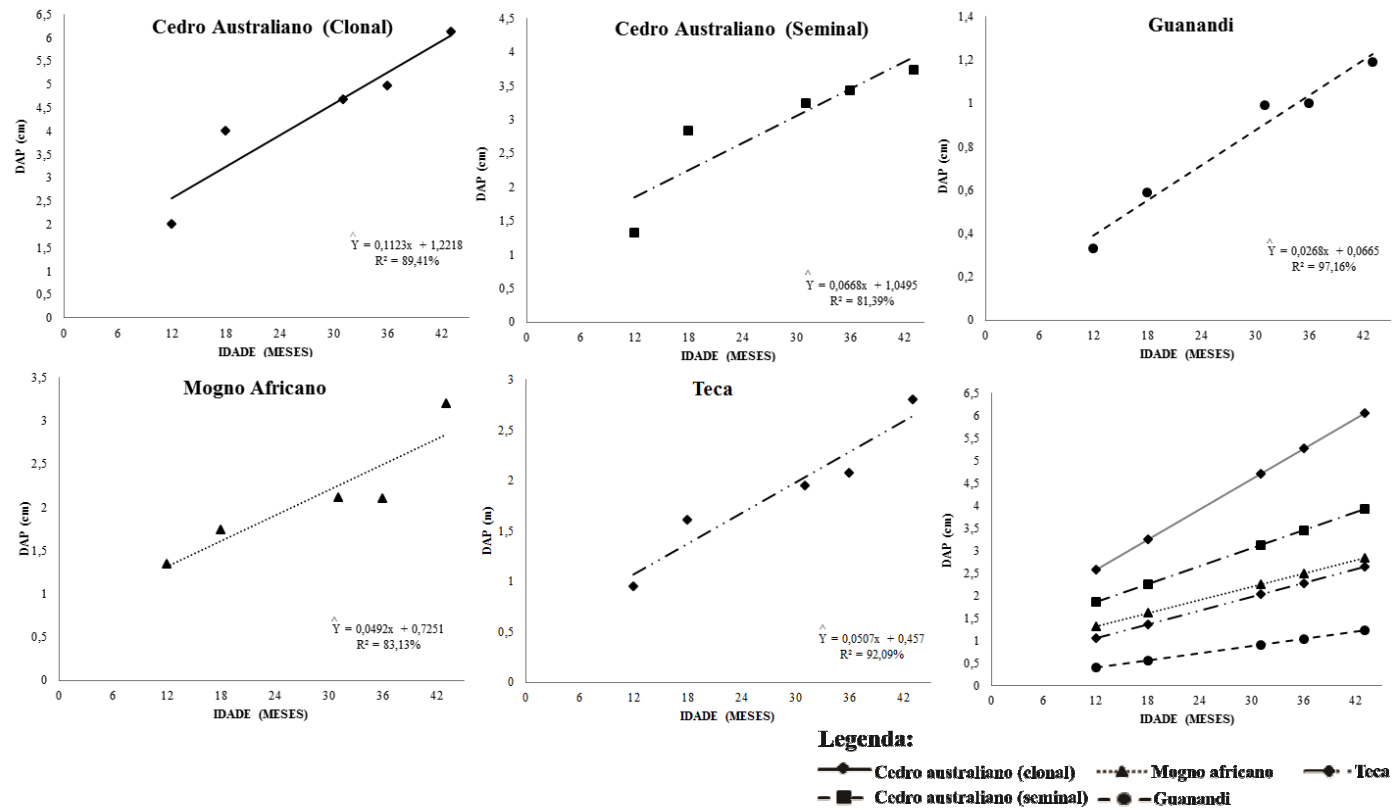 Cedro Australiano (Clonal)
DAP (cm)
6,5
6
5,5
5
4,5
4
3,5
3
2,5
2
1,5
1
0,5
0
0 6 12 18 24 30 36 42
IDADE (MESES)
^
Y = 0,1123x + 1,2218
R² = 89,41%
Cedro Australiano (Seminal)
DAP (cm)
4,5
4
3,5
3
2,5
2
1,5
1
0,5
0
0 6 12 18 24 30 36 42
IDADE (MESES)
^
Y = 0,0668x + 1,0495
R² = 81,39%
Guanandi
DAP (cm)
1,4
1,2
1
0,8
0,6
0,4
0,2
0
0 6 12 18 24 30 36 42
IDADE (MESES)
^
Y = 0,0268x + 0,0665
R² = 97,16%
Mogno Africano
DAP (cm)
3,5
3
2,5
2
1,5
1
0,5
0
0 6 12 18 24 30 36 42
IDADE (MESES)
^
Y = 0,0492x + 0,7251
R² = 83,13%
Teca
DAP (m)
3
2,5
2
1,5
1
0,5
0
0 6 12 18 24 30 36 42
IDADE (MESES)
^
Y = 0,0507x + 0,457
R² = 92,09%
DAP (cm)
6,5
6
5,5
5
4,5
4
3,5
3
2,5
2
1,5
1
0,5
0
0 6 12 18 24 30 36 42
IDADE (MESES)
Legenda:
Cedro australiano (clonal) Mogno africano Teca
Cedro australiano (seminal) Guanandi